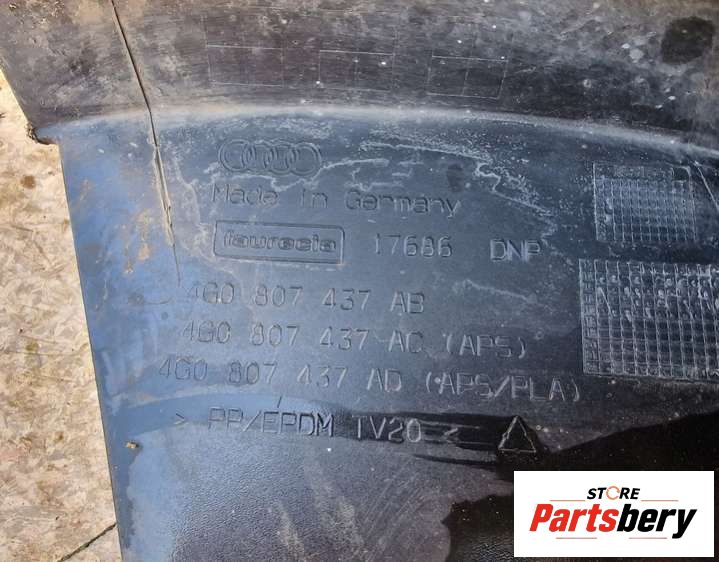 Made in Germany
faurecia 17686 DNP
4G0 807 437 AB
4G0 807 437 AC (APS)
4G0 807 437 AD (APS/PLA)
> PP/EPDM TV20 <
STORE
Partsbery